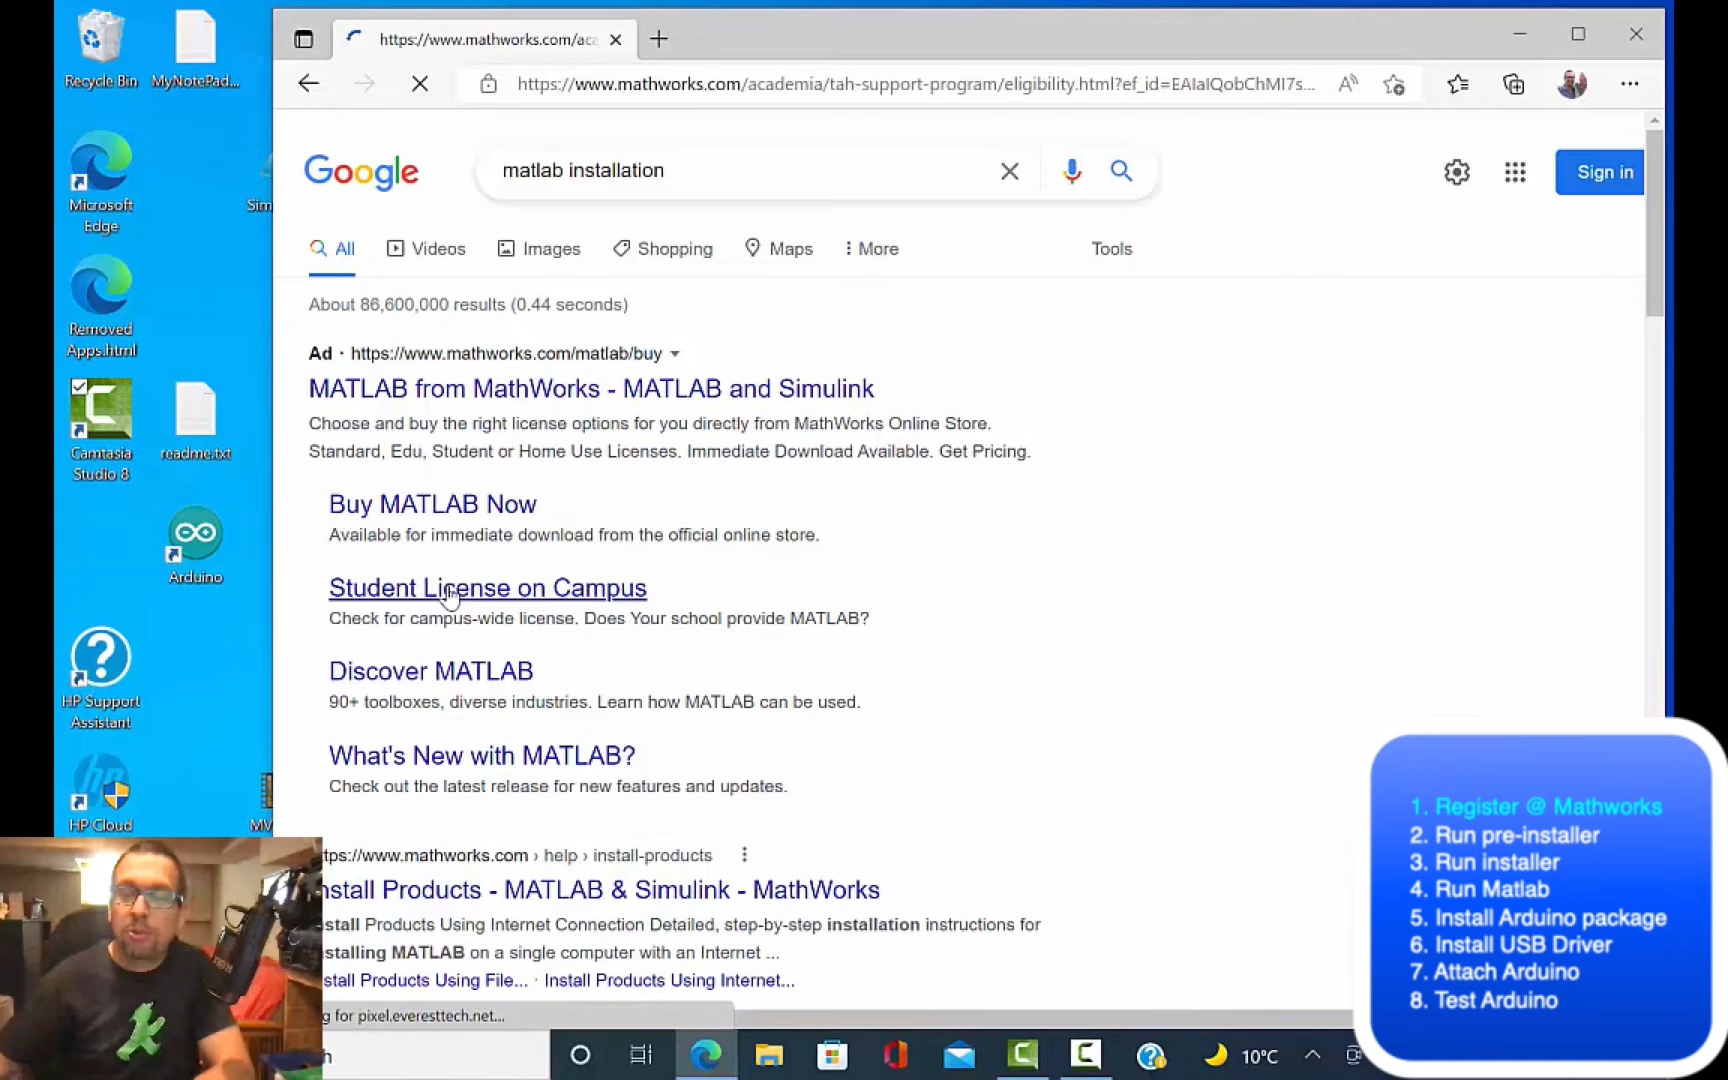 Recycle Bin
MyNotePad...
Microsoft
Edge
Removed
Apps.html
Camtasia
Studio 8
readme.txt
Arduino
HP Support
Assistant
HP Cloud
Sim
MV
https://www.mathworks.com/aca
https://www.mathworks.com/academia/tah-support-program/eligibility.html?ef_id=EAIaIQobChMI7s...
Google
matlab installation
Sign in
All
Videos
Images
Shopping
Maps
More
Tools
About 86,600,000 results (0.44 seconds)
Ad · https://www.mathworks.com/matlab/buy
MATLAB from MathWorks - MATLAB and Simulink
Choose and buy the right license options for you directly from MathWorks Online Store.
Standard, Edu, Student or Home Use Licenses. Immediate Download Available. Get Pricing.
Buy MATLAB Now
Available for immediate download from the official online store.
Student License on Campus
Check for campus-wide license. Does Your school provide MATLAB?
Discover MATLAB
90+ toolboxes, diverse industries. Learn how MATLAB can be used.
What's New with MATLAB?
Check out the latest release for new features and updates.
tps://www.mathworks.com › help › install-products
nstall Products - MATLAB & Simulink - MathWorks
stall Products Using Internet Connection Detailed, step-by-step installation instructions for
stalling MATLAB on a single computer with an Internet ...
stall Products Using File... · Install Products Using Internet...
g for pixel.everesttech.net...
h
10°C
1. Register @ Mathworks
2. Run pre-installer
3. Run installer
4. Run Matlab
5. Install Arduino package
6. Install USB Driver
7. Attach Arduino
8. Test Arduino